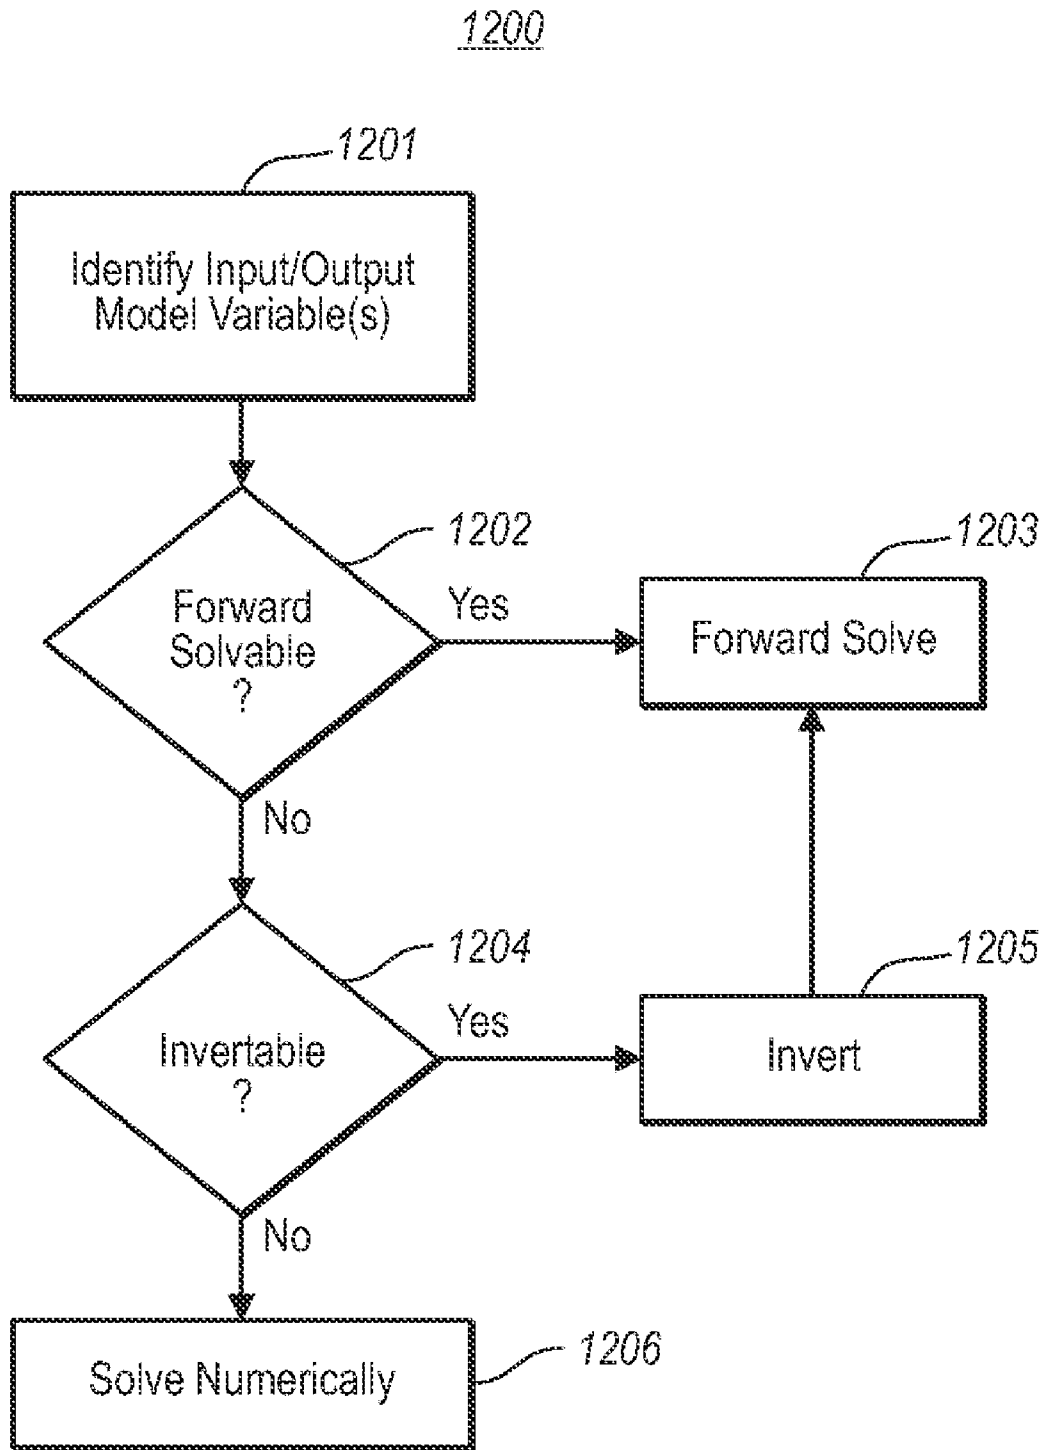 1200
1201
Identify Input/Output
Model Variable(s)
1202
Forward
Solvable
?
Yes
1203
Forward Solve
No
1204
Invertable
?
Yes
1205
Invert
No
1206
Solve Numerically